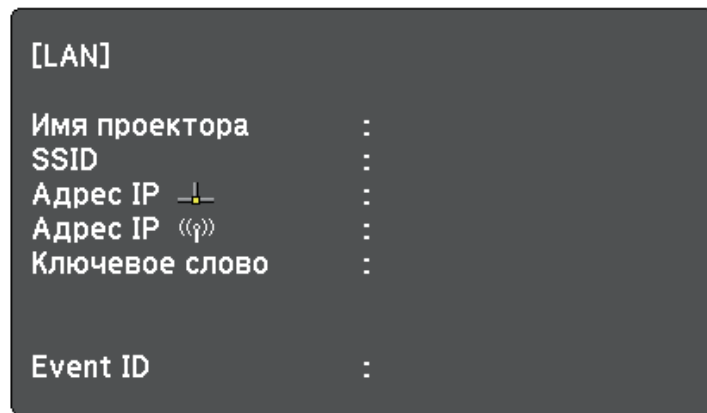 [LAN]
Имя проектора :
SSID :
Адрес IP :
Адрес IP :
Ключевое слово :
Event ID :